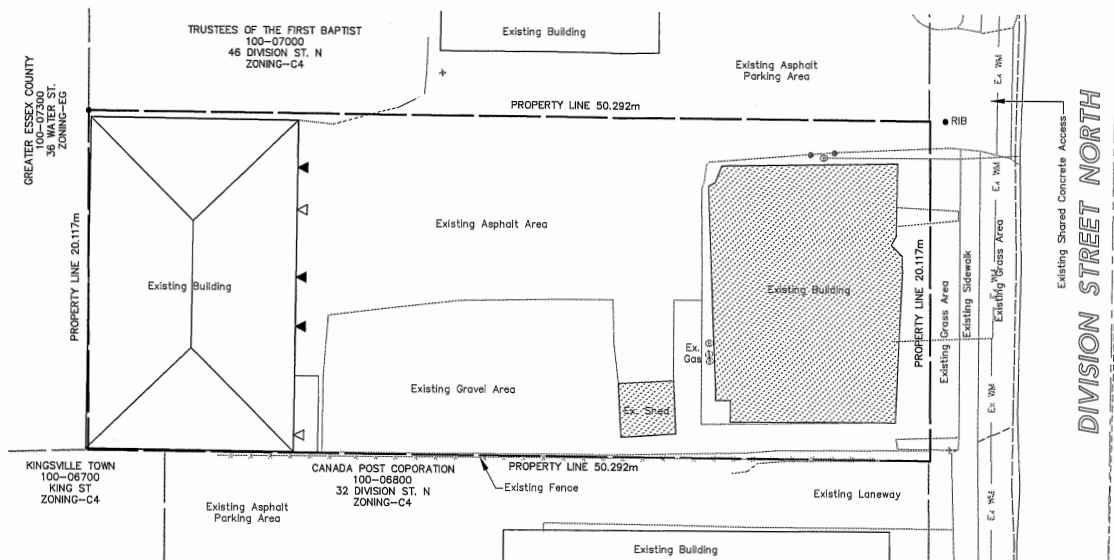 TRUSTEES OF THE FIRST BAPTIST
100-07000
46 DIVISION ST. N
ZONING-C4
Existing Building
Existing Asphalt
Parking Area
GREATER ESSEX COUNTY
100-07300
36 WATER ST.
ZONING-EG
PROPERTY LINE 50.292m
RIB
Ex WM
Existing Shared Concrete Access
DIVISION STREET NORTH
PROPERTY LINE 20.117m
Existing Building
Existing Asphalt Area
Existing Gravel Area
Ex. Shed
Ex.
Gas
Existing Building
PROPERTY LINE 20.117m
Existing Grass Area
Existing Sidewalk
Existing Grass Area
Ex WM
Ex WM
Ex WM
Ex WM
KINGSVILLE TOWN
100-06700
KING ST
ZONING-C4
Existing Asphalt
Parking Area
CANADA POST COPORATION
100-06800
32 DIVISION ST. N
ZONING-C4
PROPERTY LINE 50.292m
Existing Fence
Existing Laneway
Existing Building